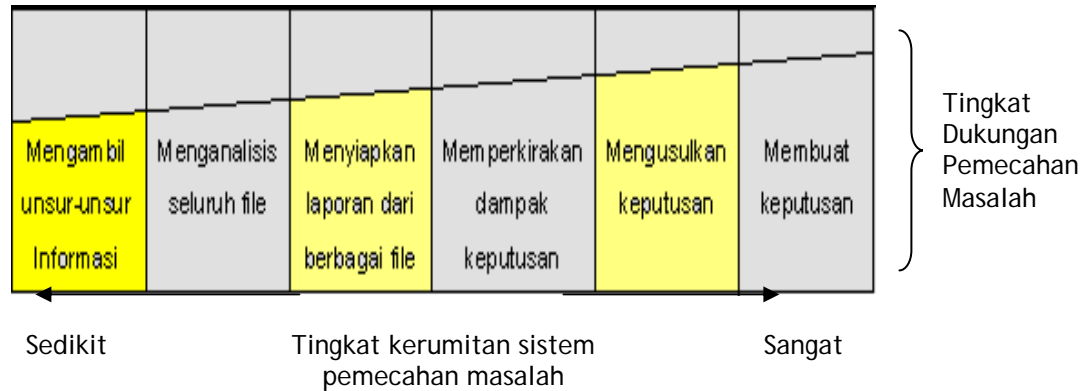 Mengambil
unsur-unsur
Informasi
Menganalisis
seluruh file
Menyiapkan
laporan dari
berbagai file
Memperkirakan
dampak
keputusan
Mengusulkan
keputusan
Membuat
keputusan
Tingkat
Dukungan
Pemecahan
Masalah
Sedikit
Tingkat kerumitan sistem
pemecahan masalah
Sangat